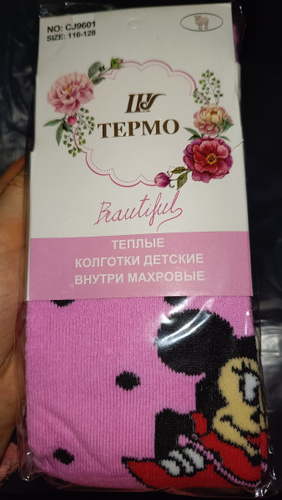 NO: CJ9601
SIZE: 116-128
ТЕРМО
Beautiful
ТЕПЛЫЕ
КОЛГОТКИ ДЕТСКИЕ
ВНУТРИ МАХРОВЫЕ